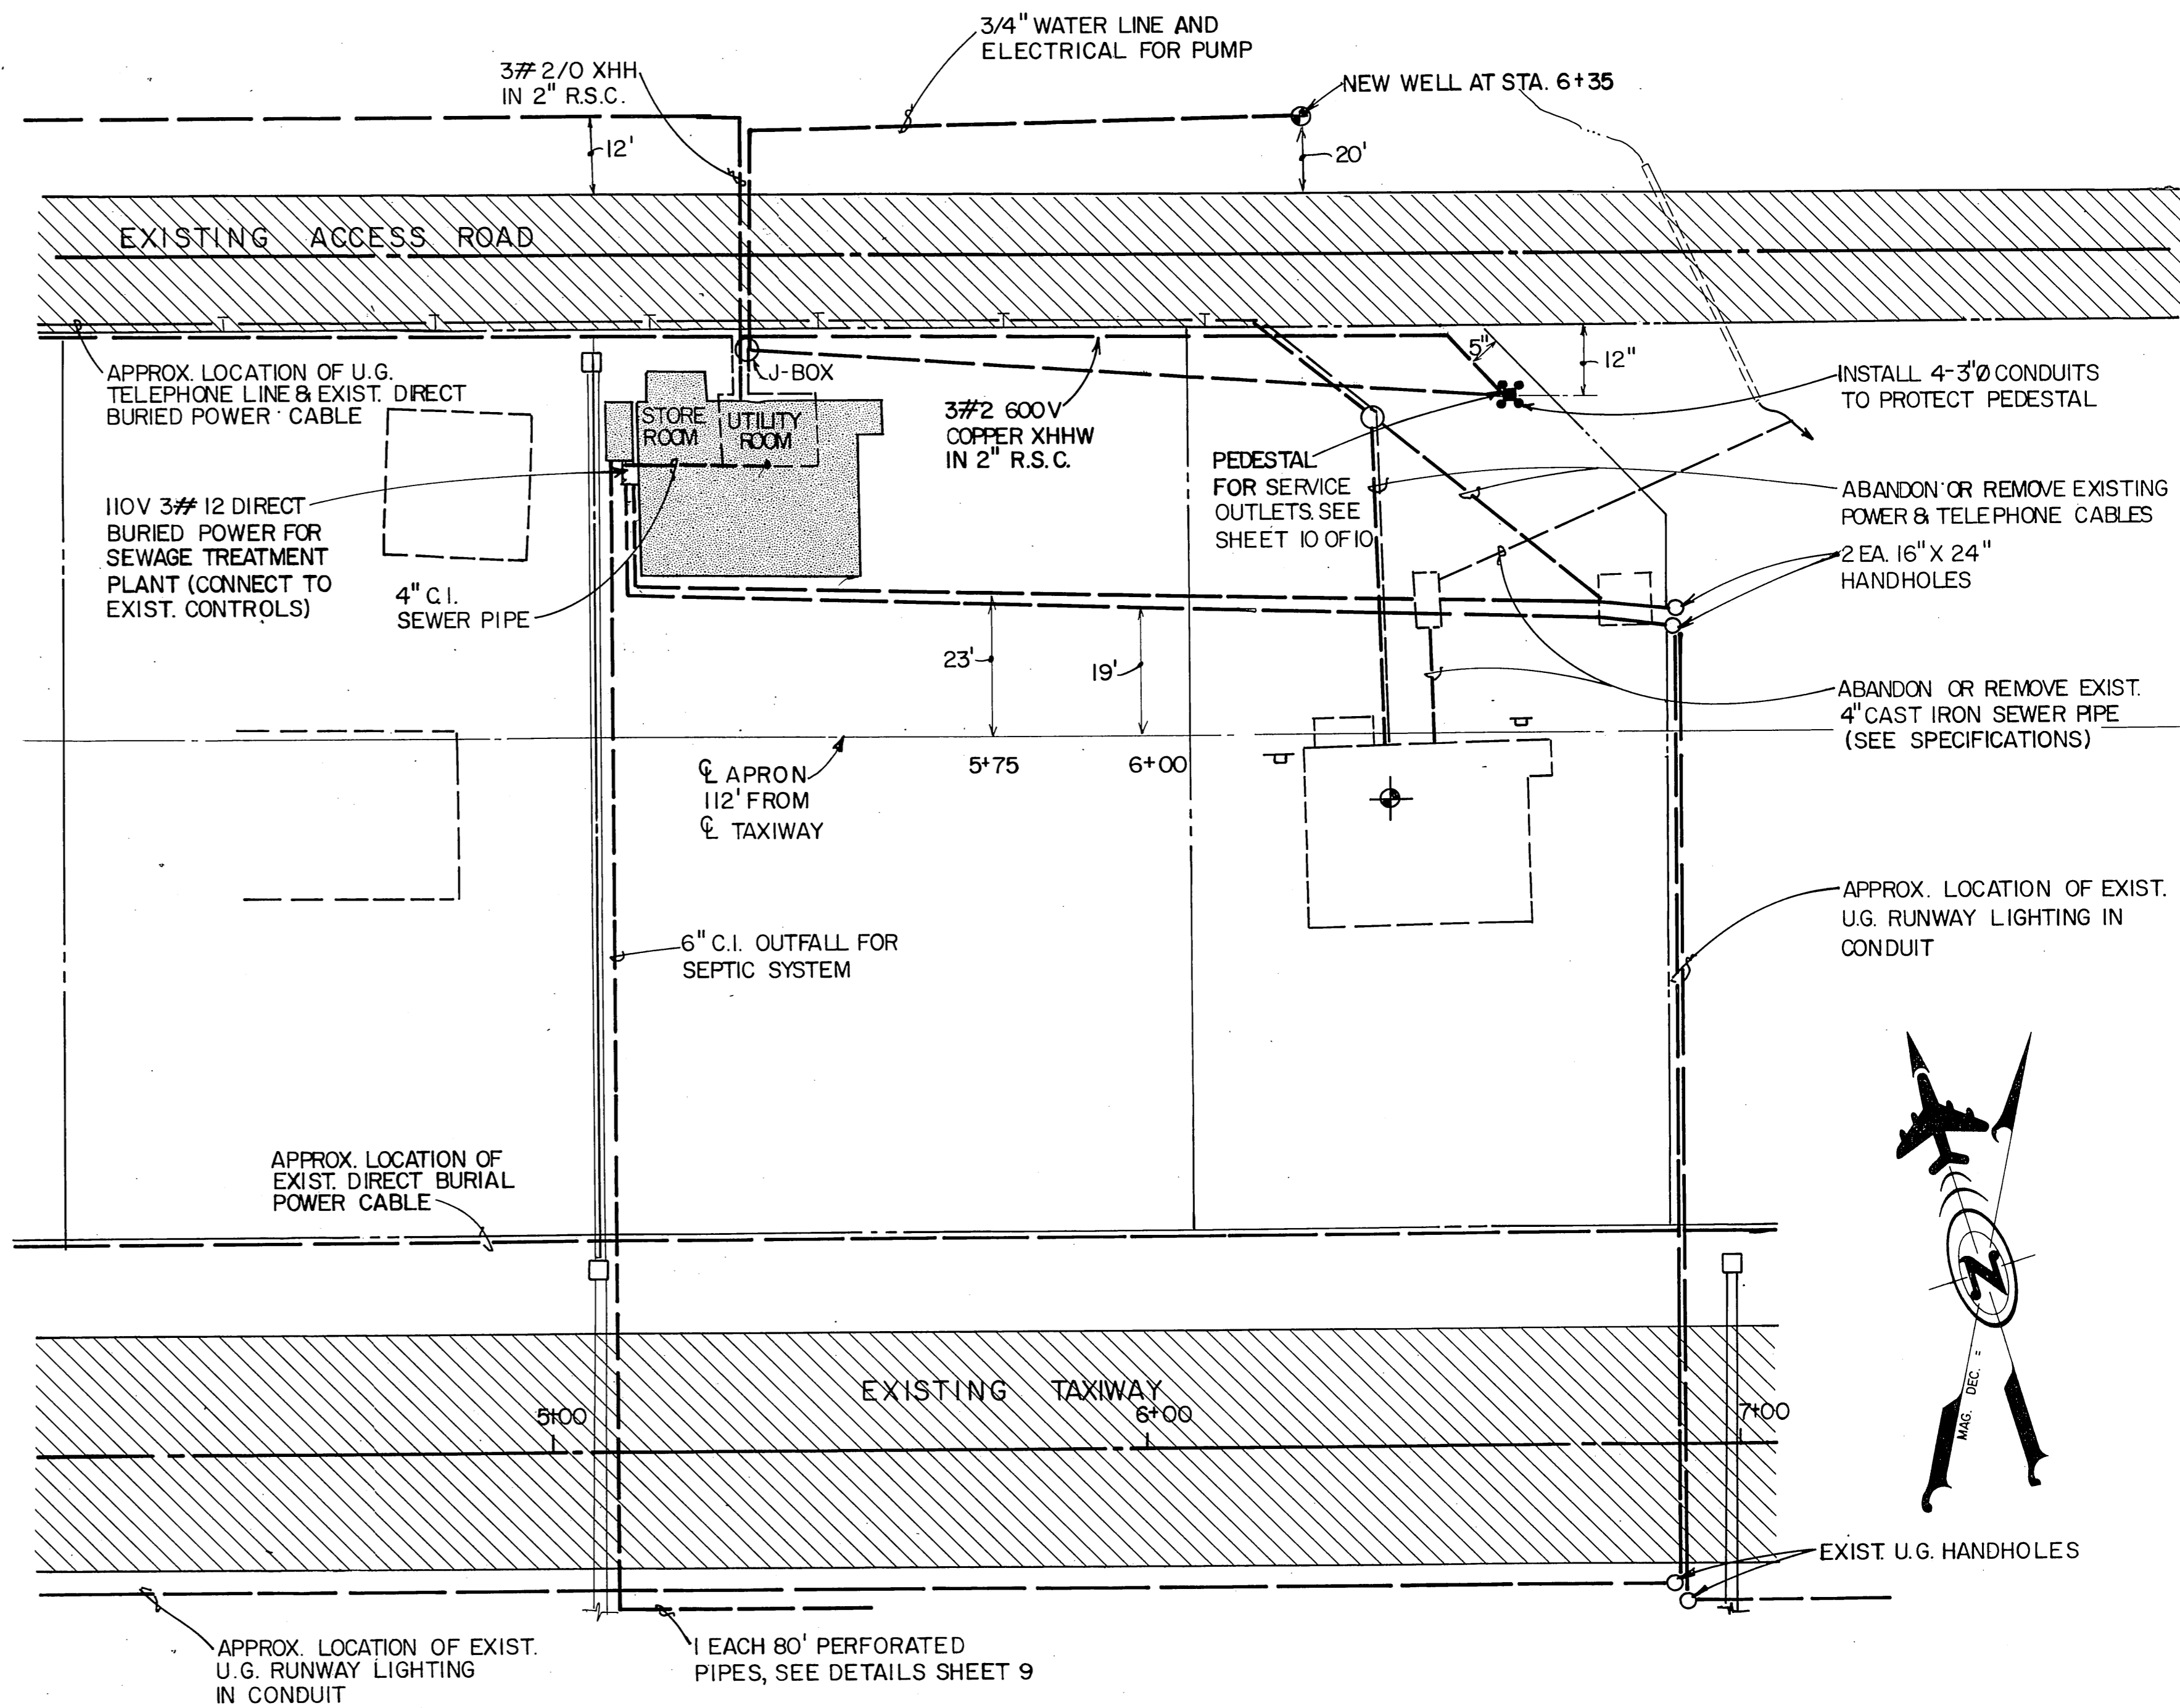 3/4" WATER LINE AND
ELECTRICAL FOR PUMP
3# 2/0 XHH
IN 2" R.S.C.
NEW WELL AT STA. 6+35
12'
20'
EXISTING ACCESS ROAD
T T T T T T
APPROX. LOCATION OF U.G.
TELEPHONE LINE & EXIST. DIRECT
BURIED POWER CABLE
J-BOX
STORE
ROOM
UTILITY
ROOM
5"
12"
INSTALL 4-3"Ø CONDUITS
TO PROTECT PEDESTAL
3#2 600V
COPPER XHHW
IN 2" R.S.C.
PEDESTAL
FOR SERVICE
OUTLETS. SEE
SHEET 10 OF 10
ABANDON OR REMOVE EXISTING
POWER & TELEPHONE CABLES
2 EA. 16" X 24"
HANDHOLES
110V 3# 12 DIRECT
BURIED POWER FOR
SEWAGE TREATMENT
PLANT (CONNECT TO
EXIST. CONTROLS)
4" C.I.
SEWER PIPE
23'
19'
ABANDON OR REMOVE EXIST.
4" CAST IRON SEWER PIPE
(SEE SPECIFICATIONS)
5+75
6+00
℄ APRON
112' FROM
℄ TAXIWAY
APPROX. LOCATION OF EXIST.
U.G. RUNWAY LIGHTING IN
CONDUIT
6" C.I. OUTFALL FOR
SEPTIC SYSTEM
APPROX. LOCATION OF
EXIST. DIRECT BURIAL
POWER CABLE
N
MAG. DEC. =
EXISTING TAXIWAY
5+00
6+00
7+00
EXIST. U.G. HANDHOLES
APPROX. LOCATION OF EXIST.
U.G. RUNWAY LIGHTING
IN CONDUIT
1 EACH 80' PERFORATED
PIPES, SEE DETAILS SHEET 9